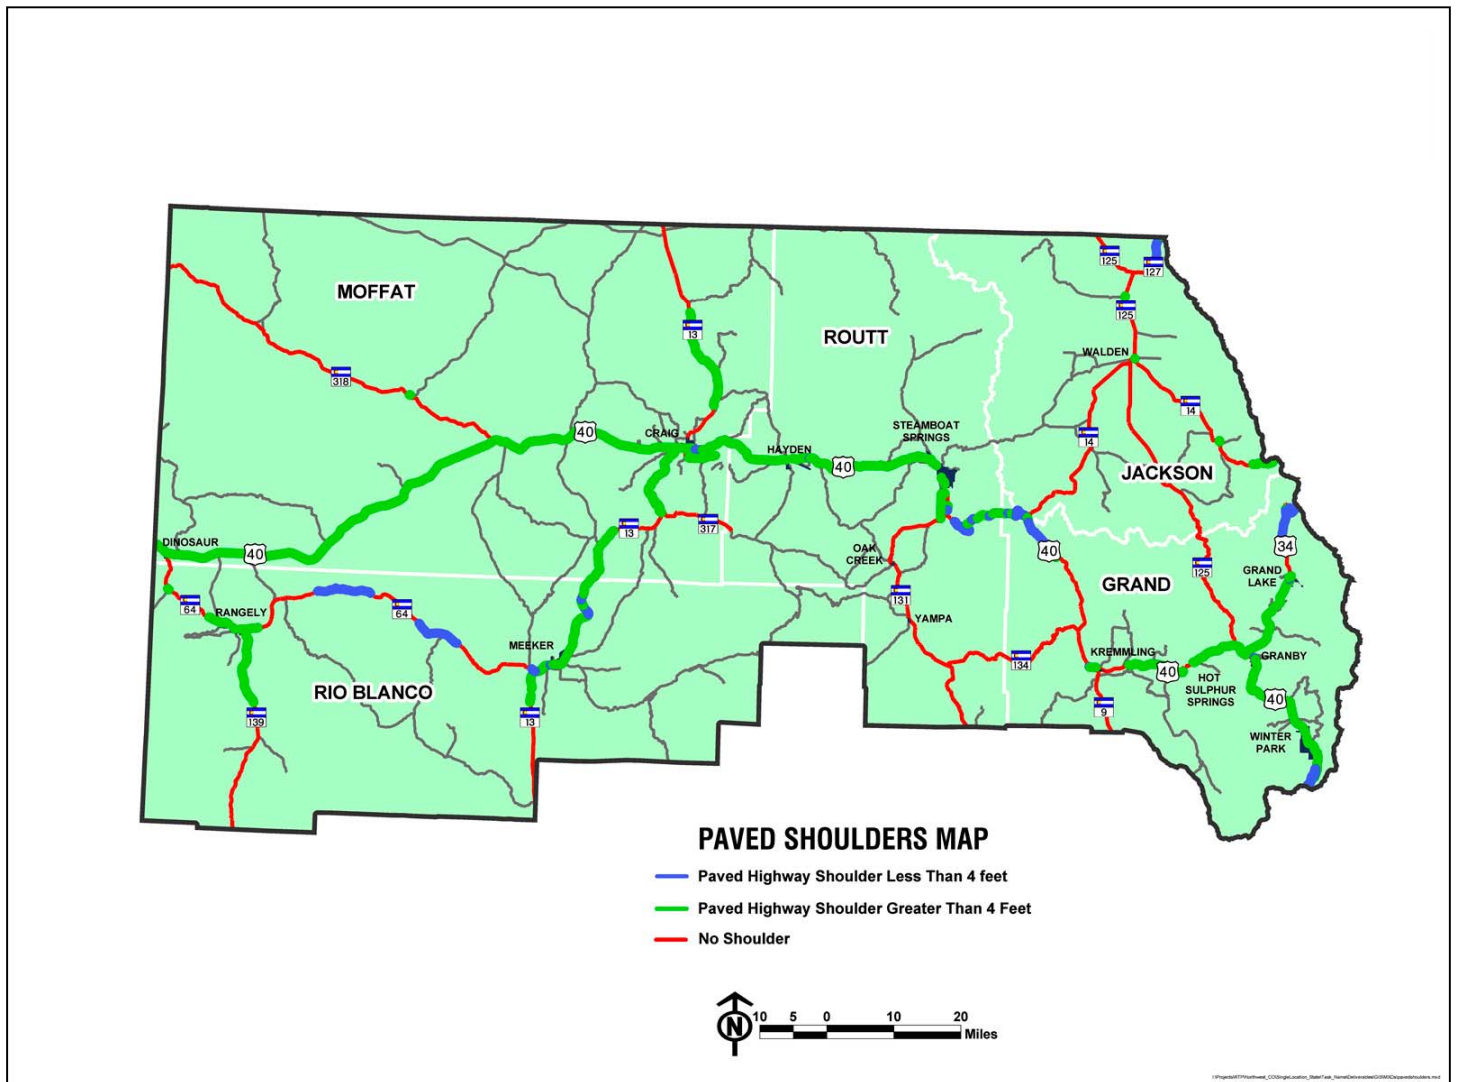 125
127
MOFFAT
125
13
ROUTT
WALDEN
318
14
STEAMBOAT
SPRINGS
40
CRAIG
14
HAYDEN
40
JACKSON
13
317
DINOSAUR
40
OAK
CREEK
40
34
125
GRAND
LAKE
GRAND
64
RANGELY
64
131
YAMPA
MEEKER
134
KREMMLING
GRANBY
40
HOT
SULPHUR
SPRINGS
RIO BLANCO
40
139
13
9
WINTER
PARK
PAVED SHOULDERS MAP
Paved Highway Shoulder Less Than 4 feet
Paved Highway Shoulder Greater Than 4 Feet
No Shoulder
N
10 5 0 10 20
Miles